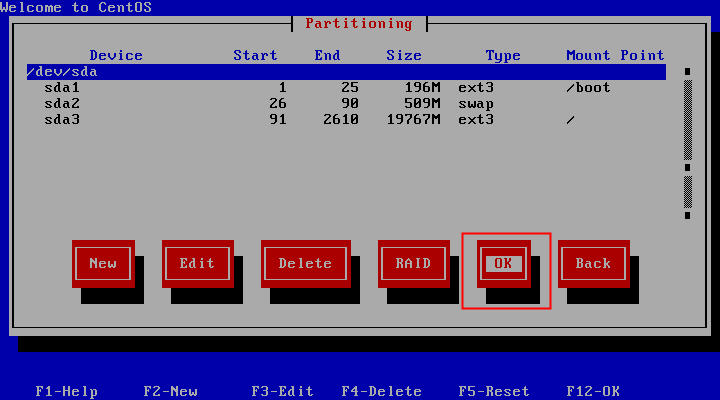 Welcome to CentOS
Partitioning
Device Start End Size Type Mount Point
/dev/sda
sda1 1 25 196M ext3 /boot
sda2 26 90 509M swap
sda3 91 2610 19767M ext3 /
New Edit Delete RAID OK Back
F1-Help F2-New F3-Edit F4-Delete F5-Reset F12-OK